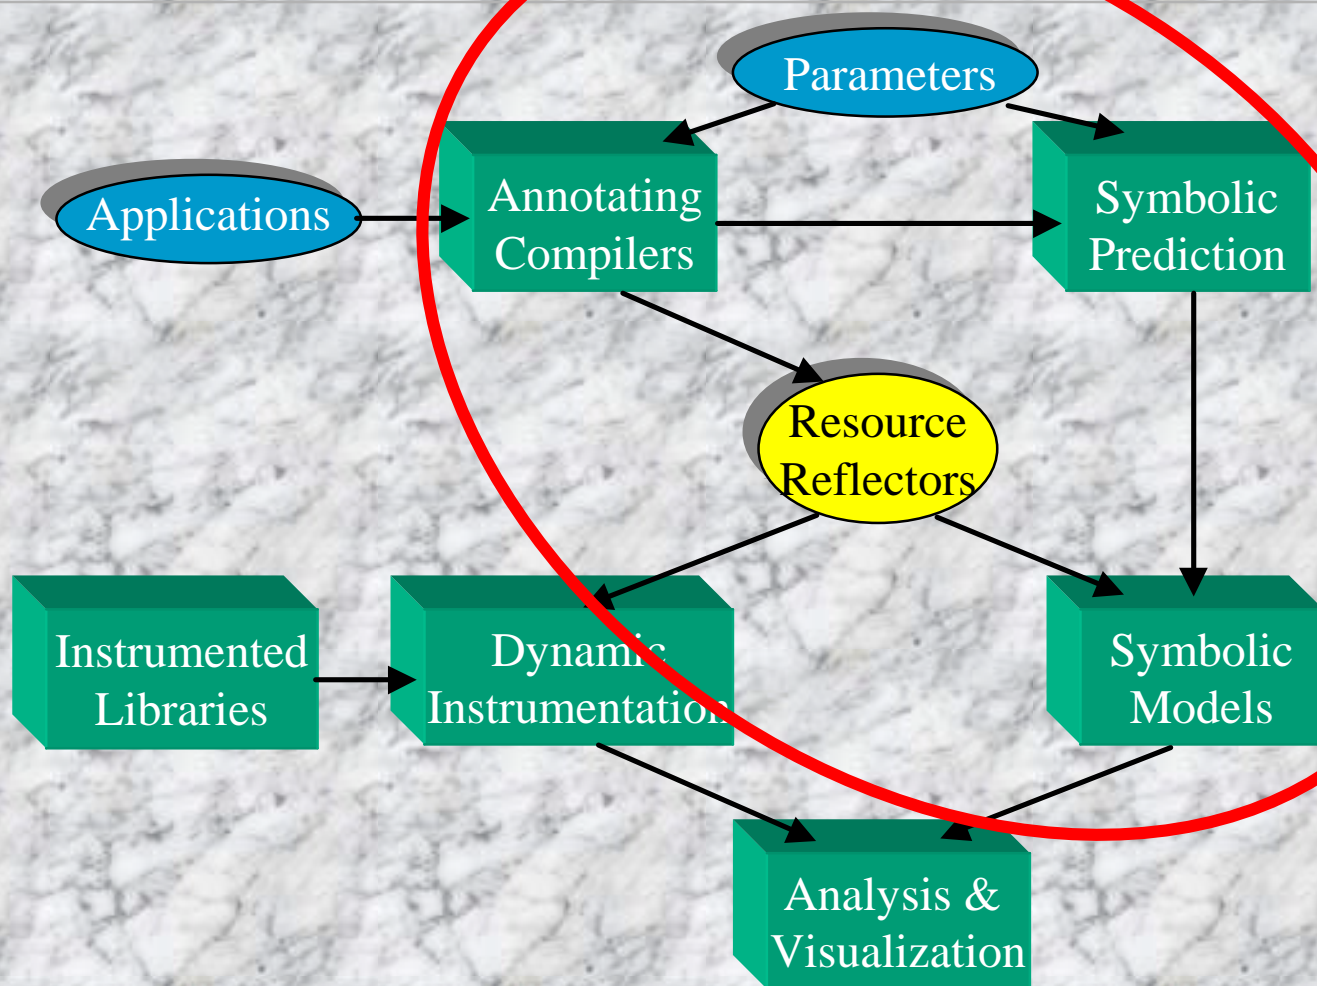 Parameters
Applications
Annotating
Compilers
Symbolic
Prediction
Resource
Reflectors
Instrumented
Libraries
Dynamic
Instrumentation
Symbolic
Models
Analysis &
Visualization